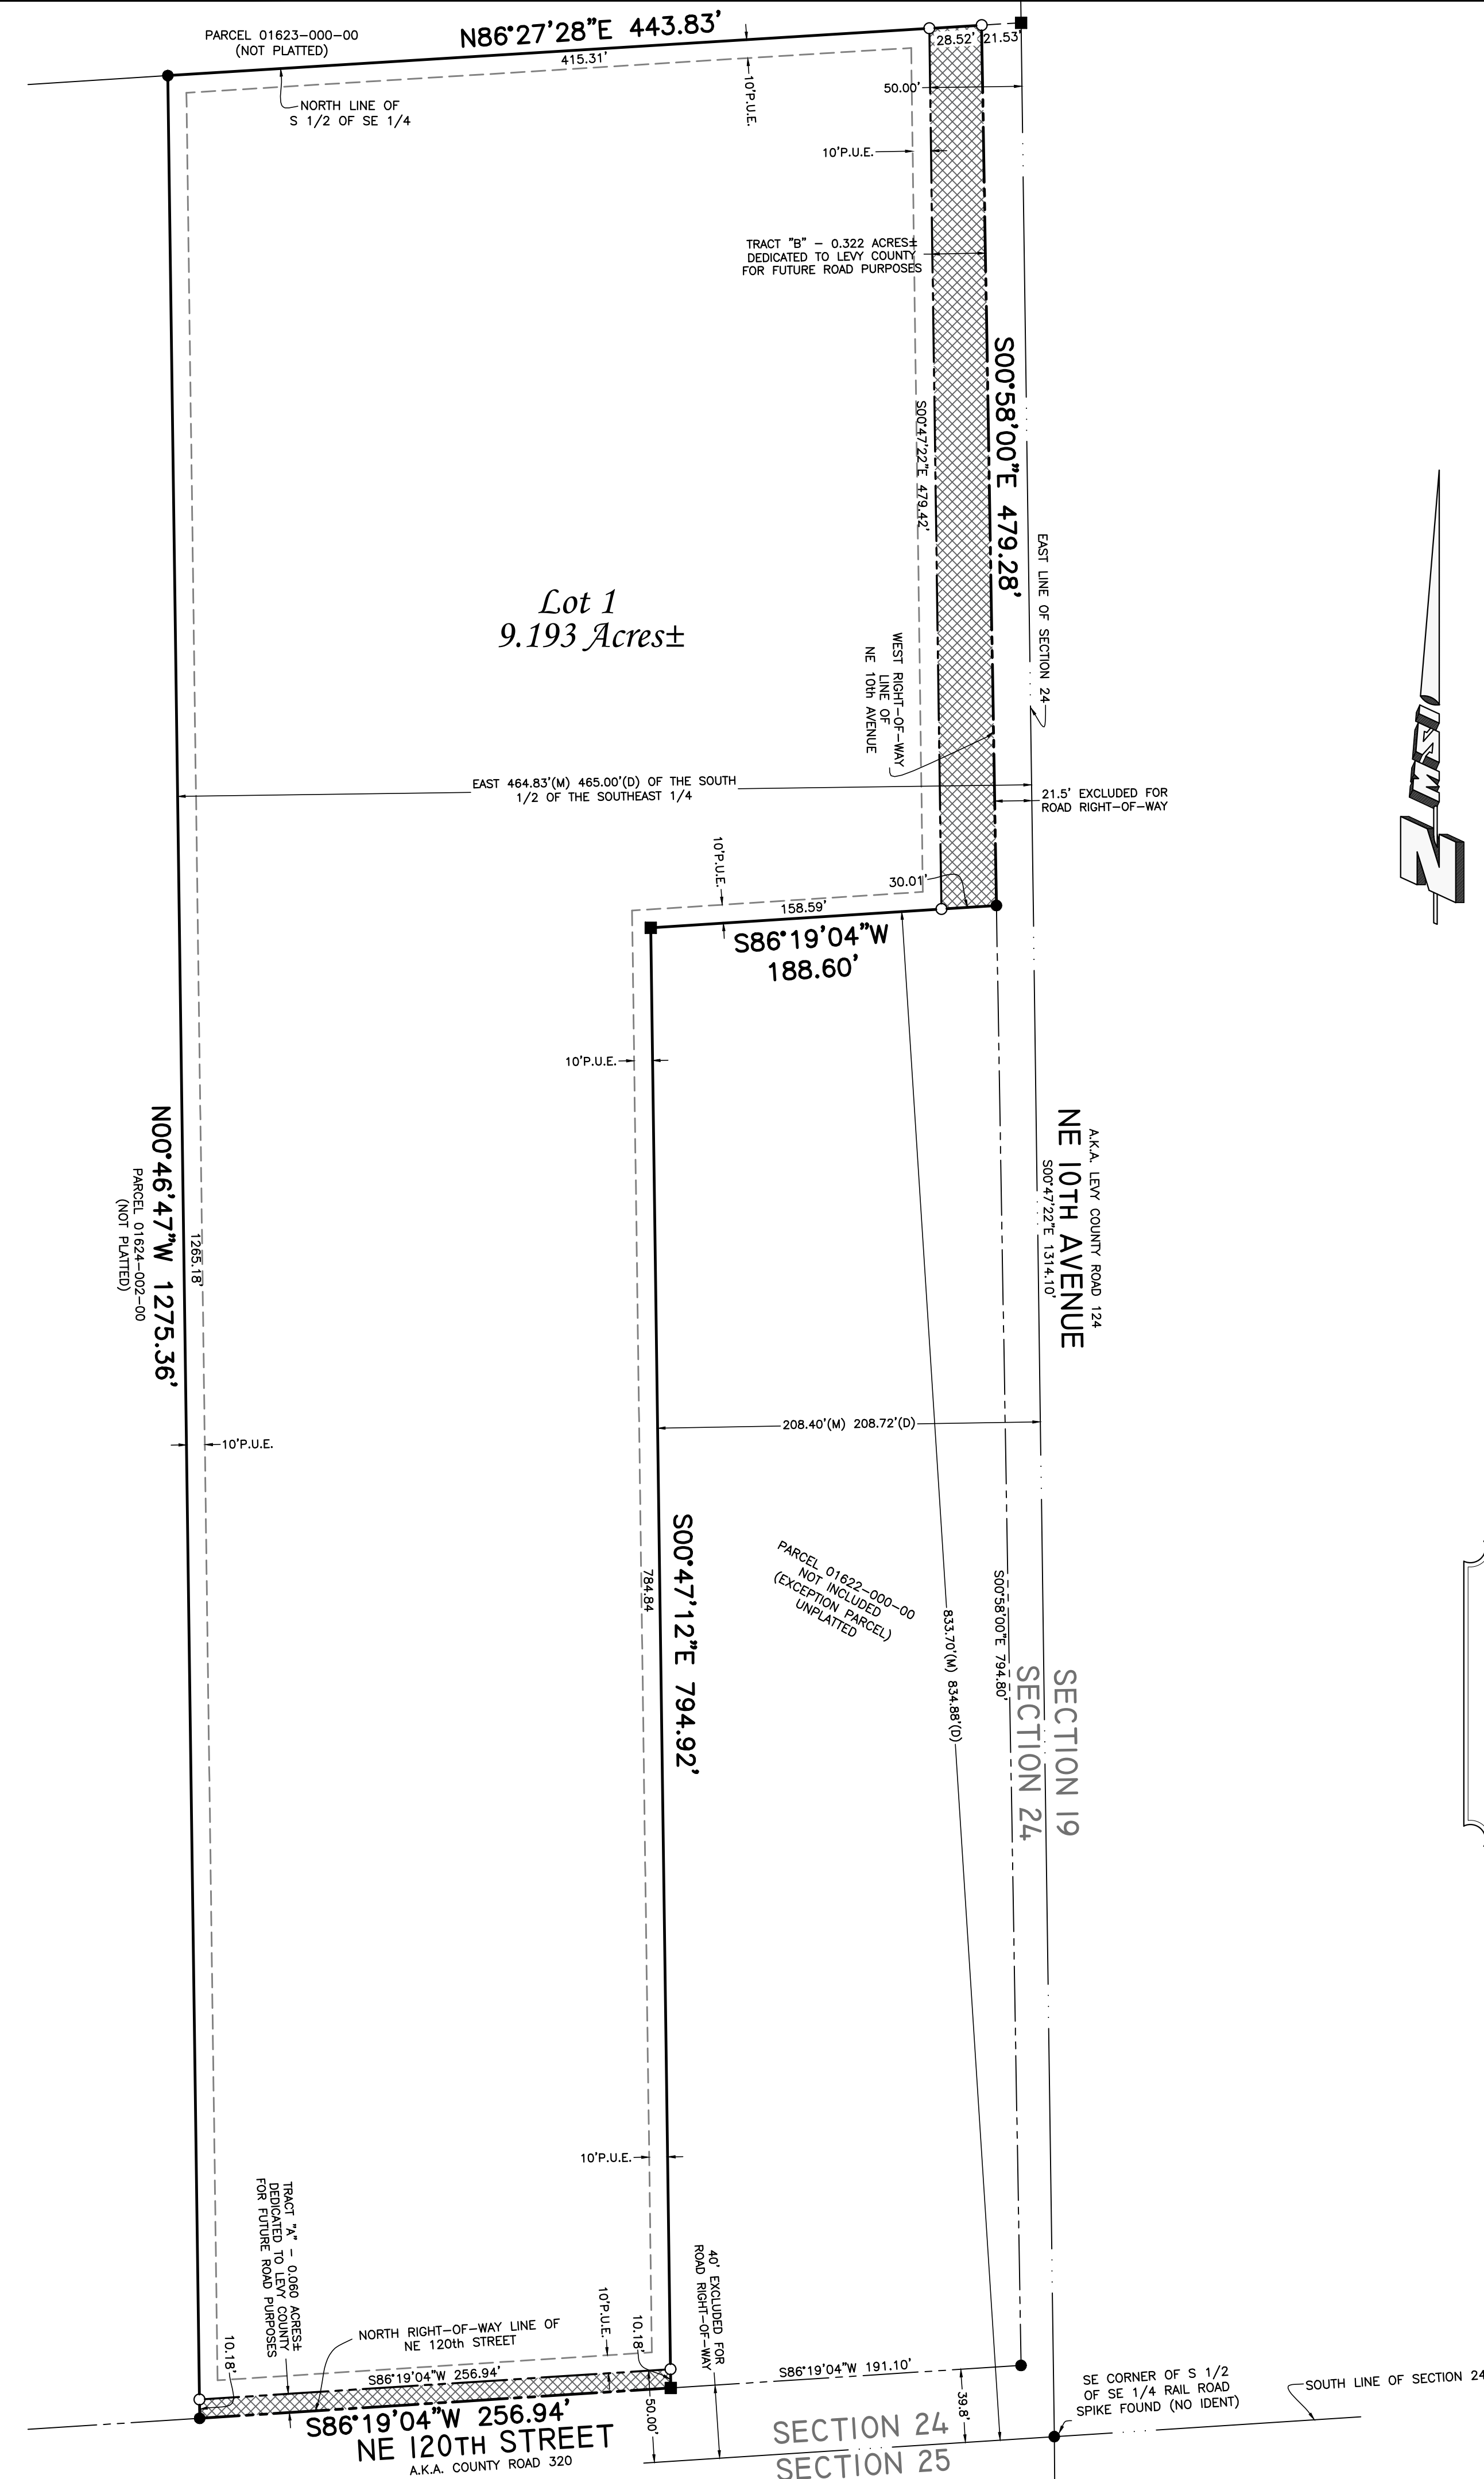 PARCEL 01623-000-00
(NOT PLATTED)
N86°27'28"E 443.83'
415.31'
28.52'
21.53'
50.00'
NORTH LINE OF
S 1/2 OF SE 1/4
10'P.U.E.
10'P.U.E.
TRACT "B" - 0.322 ACRES±
DEDICATED TO LEVY COUNTY
FOR FUTURE ROAD PURPOSES
S00°58'00"E 479.28'
S00°47'22"E 479.42'
EAST LINE OF SECTION 24
Lot 1
9.193 Acres±
WEST RIGHT-OF-WAY
LINE OF
NE 10th AVENUE
EAST 464.83'(M) 465.00'(D) OF THE SOUTH
1/2 OF THE SOUTHEAST 1/4
21.5' EXCLUDED FOR
ROAD RIGHT-OF-WAY
10'P.U.E.
30.01'
158.59'
S86°19'04"W
188.60'
10'P.U.E.
A.K.A. LEVY COUNTY ROAD 124
NE 10TH AVENUE
S00°47'22"E 1314.10'
N00°46'47"W 1275.36'
PARCEL 01624-002-00
(NOT PLATTED)
1265.18'
10'P.U.E.
208.40'(M) 208.72'(D)
S00°47'12"E 794.92'
784.84
PARCEL 01622-000-00
NOT INCLUDED
(EXCEPTION PARCEL)
UNPLATTED
833.70'(M) 834.88'(D)
S00°58'00"E 794.80'
SECTION 19
SECTION 24
10'P.U.E.
TRACT "A" - 0.060 ACRES±
DEDICATED TO LEVY COUNTY
FOR FUTURE ROAD PURPOSES
40' EXCLUDED FOR
ROAD RIGHT-OF-WAY
10'P.U.E.
10.18'
10.18'
NORTH RIGHT-OF-WAY LINE OF
NE 120th STREET
S86°19'04"W 256.94'
S86°19'04"W 191.10'
39.8'
50.00'
SE CORNER OF S 1/2
OF SE 1/4 RAIL ROAD
SPIKE FOUND (NO IDENT)
SOUTH LINE OF SECTION 24
S86°19'04"W 256.94'
NE 120TH STREET
A.K.A. COUNTY ROAD 320
SECTION 24
SECTION 25
N